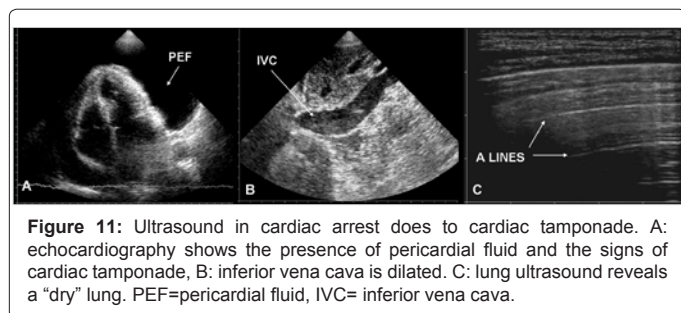 PEF
IVC
A LINES
A
B
C
Figure 11: Ultrasound in cardiac arrest does to cardiac tamponade. A:
echocardiography shows the presence of pericardial fluid and the signs of
cardiac tamponade, B: inferior vena cava is dilated. C: lung ultrasound reveals
a “dry” lung. PEF=pericardial fluid, IVC= inferior vena cava.